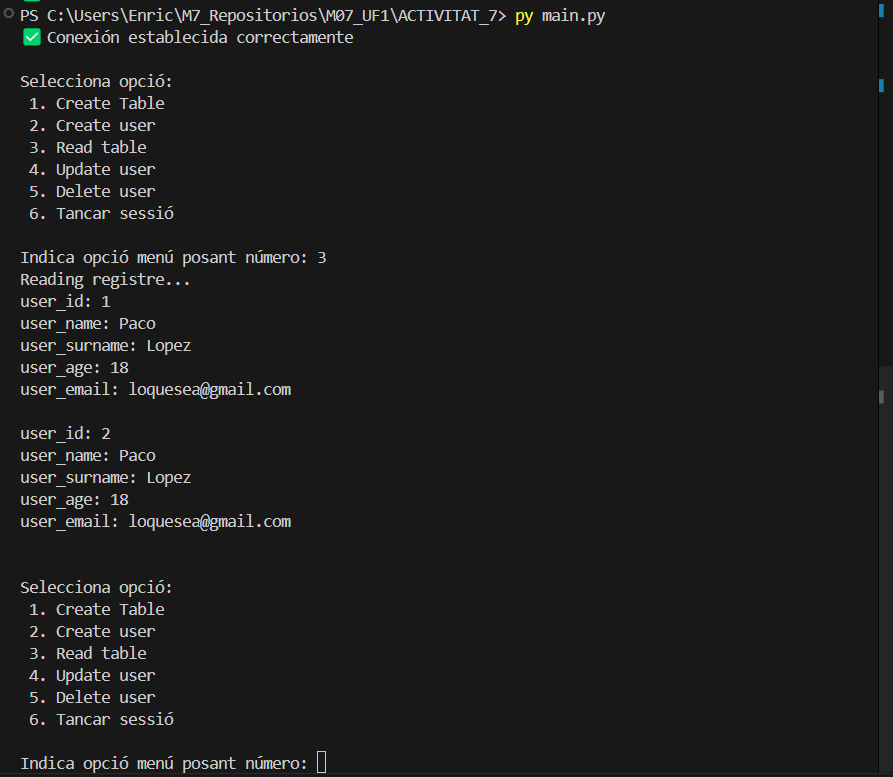 PS C:\Users\Enric\M7_Repositorios\M07_UF1\ACTIVITAT_7> py main.py
✅ Conexión establecida correctamente
Selecciona opció:
1. Create Table
2. Create user
3. Read table
4. Update user
5. Delete user
6. Tancar sessió
Indica opció menú posant número: 3
Reading registre...
user_id: 1
user_name: Paco
user_surname: Lopez
user_age: 18
user_email: loquesea@gmail.com
user_id: 2
user_name: Paco
user_surname: Lopez
user_age: 18
user_email: loquesea@gmail.com
Selecciona opció:
1. Create Table
2. Create user
3. Read table
4. Update user
5. Delete user
6. Tancar sessió
Indica opció menú posant número: